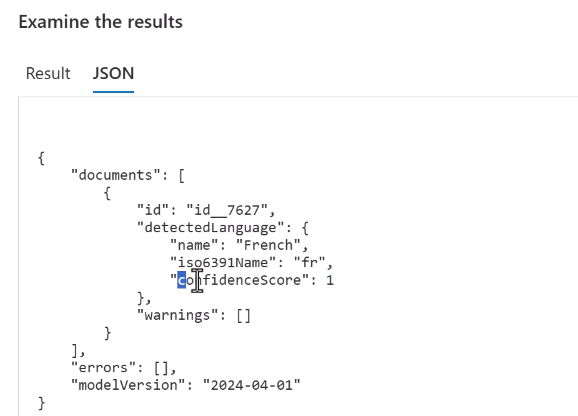 Examine the results
Result JSON
{
"documents": [
{
"id": "id__7627",
"detectedLanguage": {
"name": "French",
"iso6391Name": "fr",
"confidenceScore": 1
},
"warnings": []
}
],
"errors": [],
"modelVersion": "2024-04-01"
}